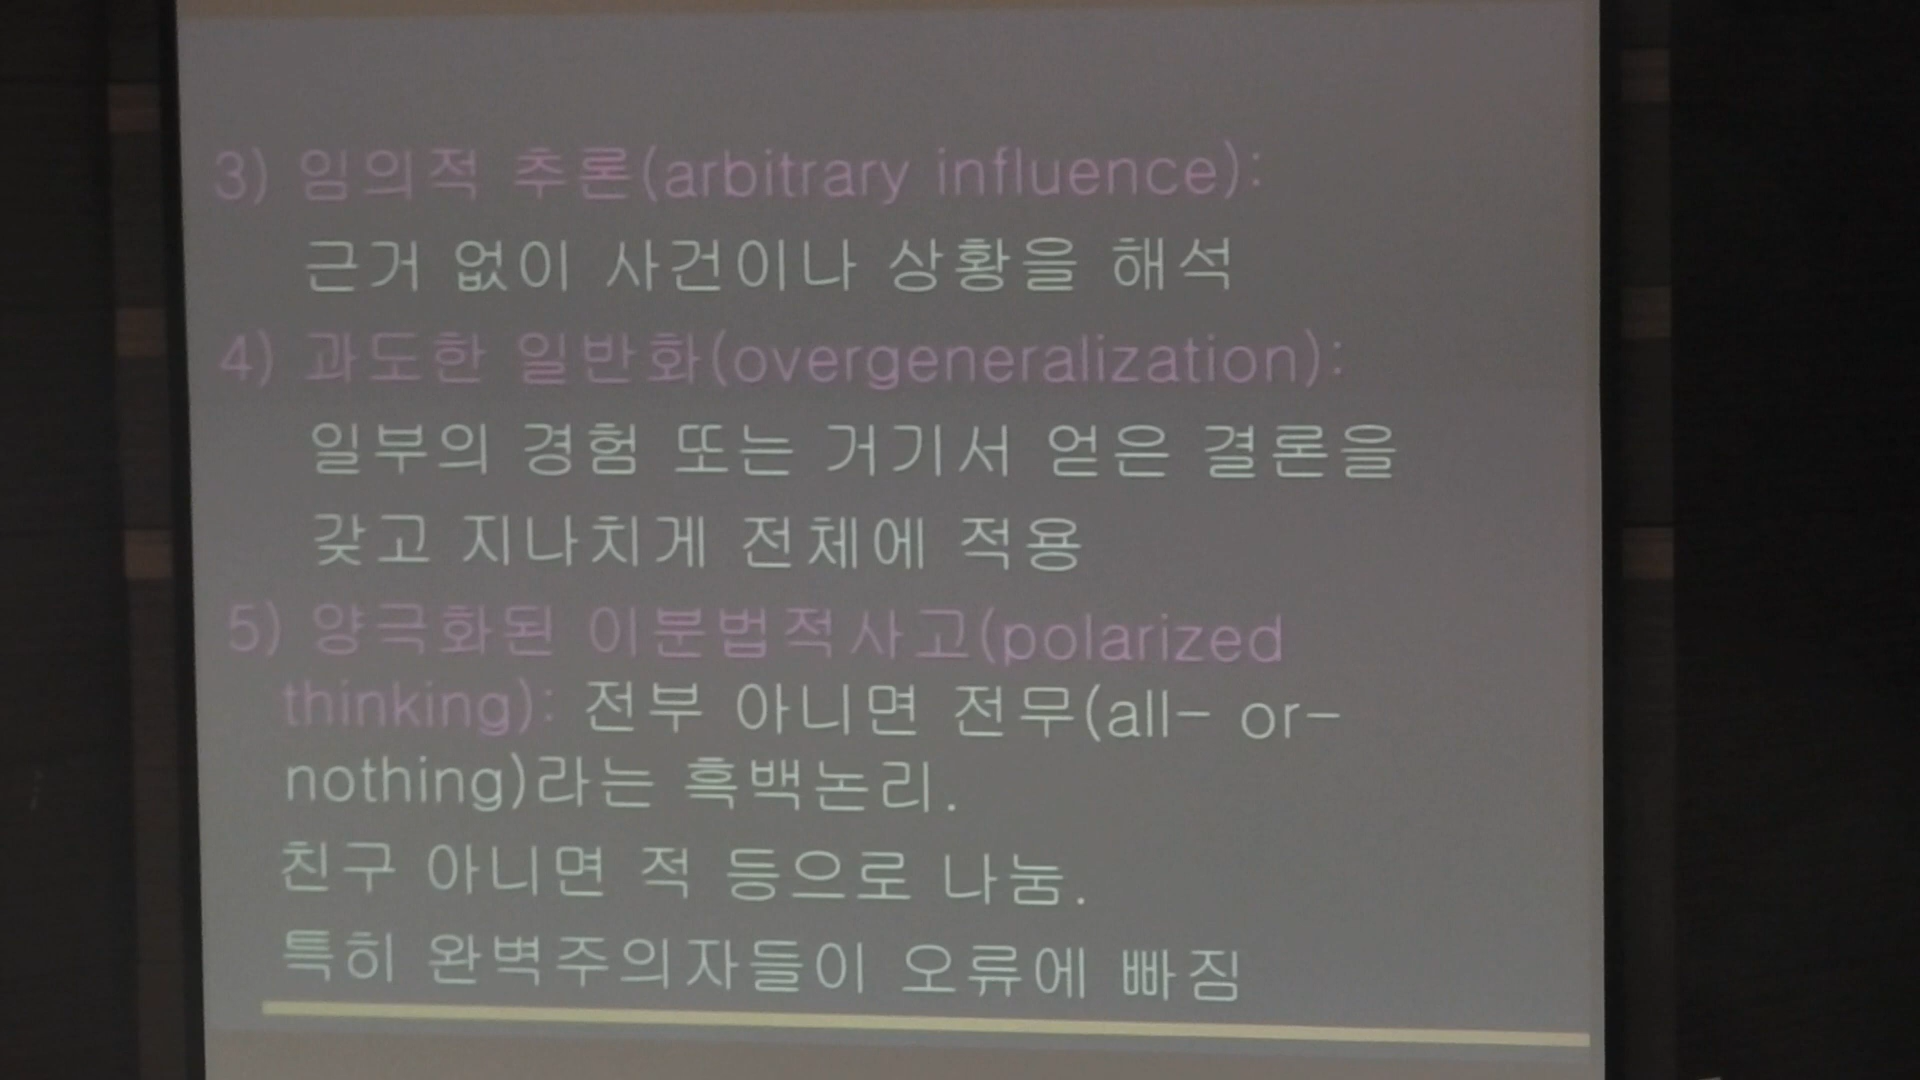 3) 임의적 추론(arbitrary influence):
근거 없이 사건이나 상황을 해석
4) 과도한 일반화(overgeneralization):
일부의 경험 또는 거기서 얻은 결론을
갖고 지나치게 전체에 적용
5) 양극화된 이분법적사고(polarized
thinking): 전부 아니면 전무(all- or-
nothing)라는 흑백논리.
친구 아니면 적 등으로 나눔.
특히 완벽주의자들이 오류에 빠짐